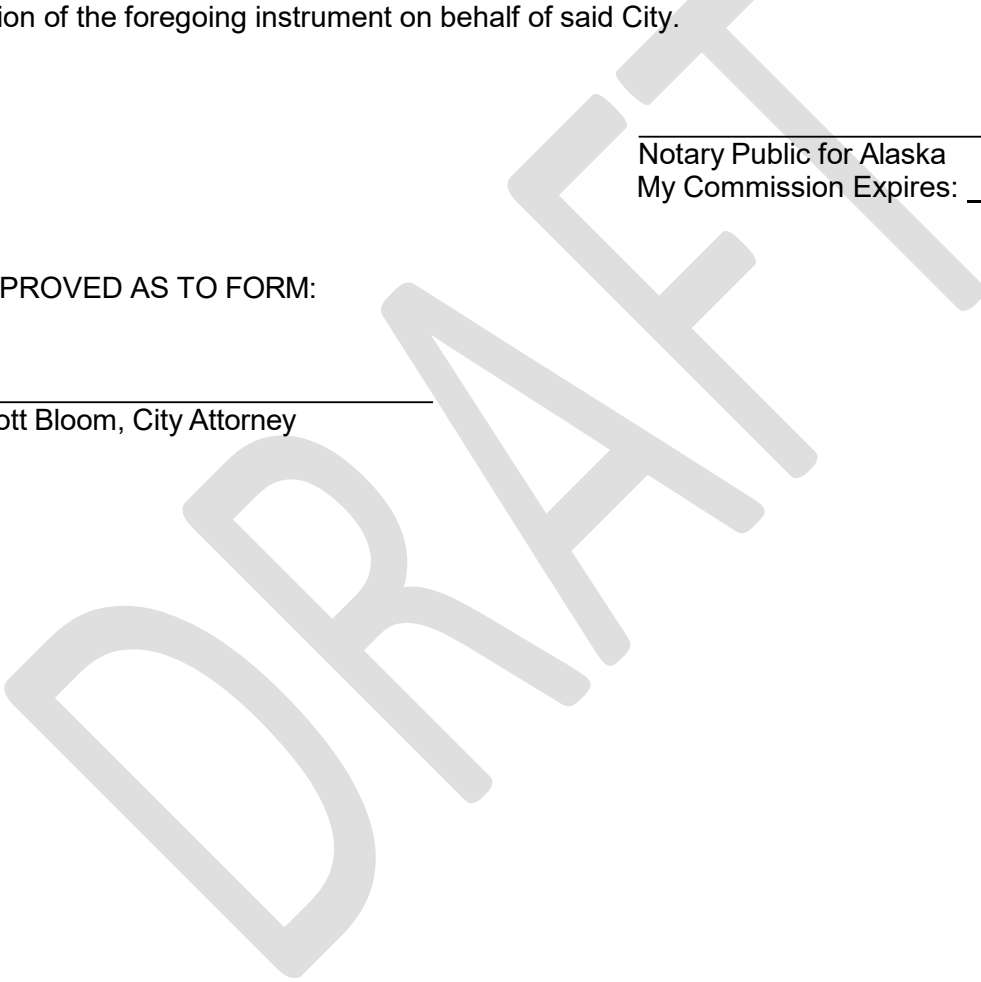 ion of the foregoing instrument on behalf of said City.
Notary Public for Alaska
My Commission Expires: _
PROVED AS TO FORM:
ott Bloom, City Attorney
DRAFT